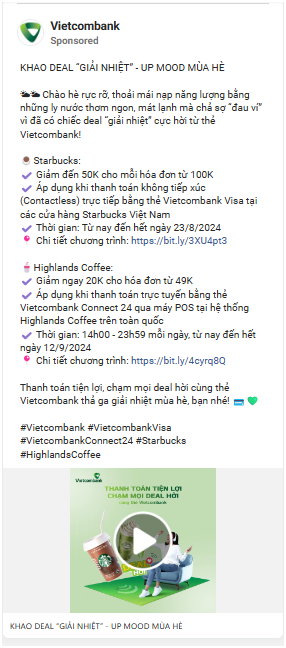 Vietcombank
Sponsored
KHAO DEAL "GIẢI NHIỆT" - UP MOOD MÙA HÈ
🌤🌤 Chào hè rực rỡ, thoải mái nạp năng lượng bằng
những ly nước thơm ngon, mát lạnh mà chả sợ "đau ví"
vì đã có chiếc deal "giải nhiệt" cực hời từ thẻ
Vietcombank!
☕ Starbucks:
✔ Giảm đến 50K cho mỗi hóa đơn từ 100K
✔ Áp dụng khi thanh toán không tiếp xúc
(Contactless) trực tiếp bằng thẻ Vietcombank Visa tại
các cửa hàng Starbucks Việt Nam
✔ Thời gian: Từ nay đến hết ngày 23/8/2024
📍 Chi tiết chương trình: https://bit.ly/3XU4pt3
🧋 Highlands Coffee:
✔ Giảm ngay 20K cho hóa đơn từ 49K
✔ Áp dụng khi thanh toán trực tuyến bằng thẻ
Vietcombank Connect 24 qua máy POS tại hệ thống
Highlands Coffee trên toàn quốc
✔ Thời gian: 14h00 - 23h59 mỗi ngày, từ nay đến hết
ngày 12/9/2024
📍 Chi tiết chương trình: https://bit.ly/4cyrq8Q
Thanh toán tiện lợi, chạm mọi deal hời cùng thẻ
Vietcombank thả ga giải nhiệt mùa hè, bạn nhé! 💳 💚
#Vietcombank #VietcombankVisa
#VietcombankConnect24 #Starbucks
#HighlandsCoffee
Vietcombank
THANH TOÁN TIỆN LỢI
CHẠM MỌI DEAL HỜI
cùng thẻ Vietcombank
KHAO DEAL "GIẢI NHIỆT" - UP MOOD MÙA HÈ